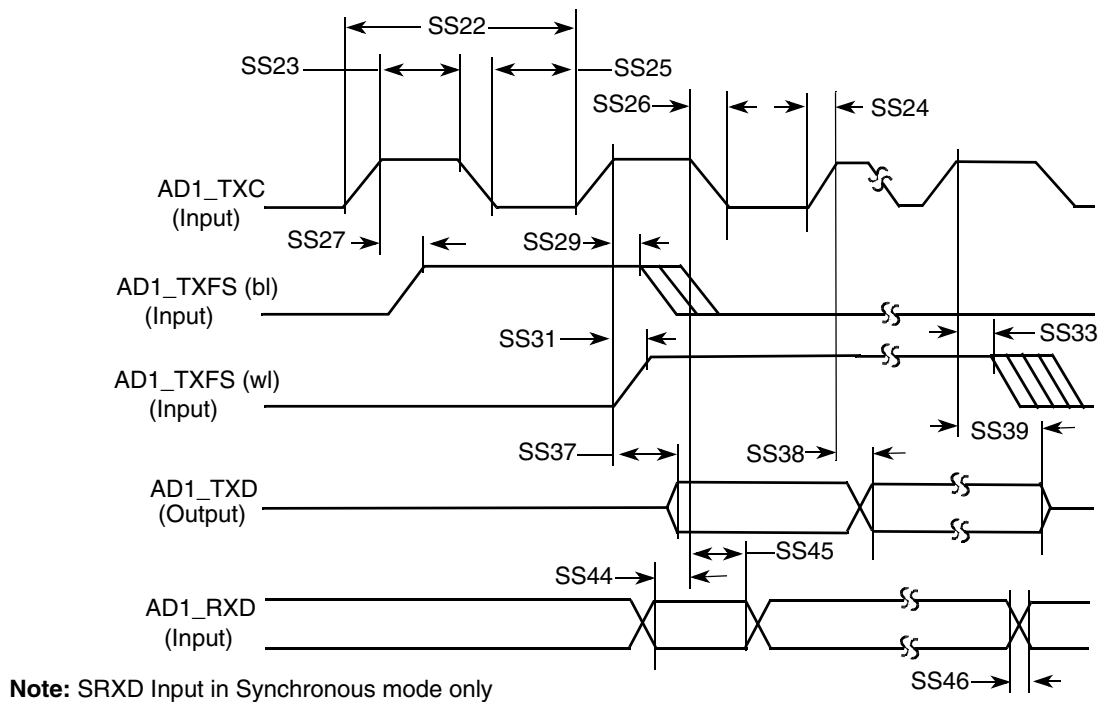 SS22
SS23
SS25
SS26
SS24
AD1_TXC
(Input)
SS27
SS29
AD1_TXFS (bl)
(Input)
SS31
SS33
AD1_TXFS (wl)
(Input)
SS39
SS37
SS38
AD1_TXD
(Output)
SS45
SS44
AD1_RXD
(Input)
SS46
Note: SRXD Input in Synchronous mode only